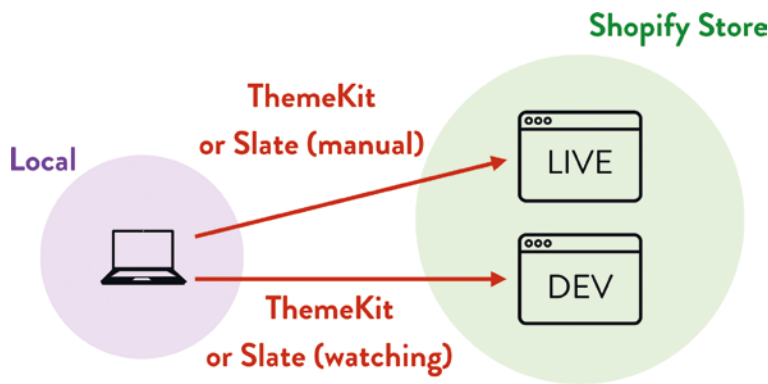 Shopify Store
ThemeKit
or Slate (manual)
Local
LIVE
DEV
ThemeKit
or Slate (watching)